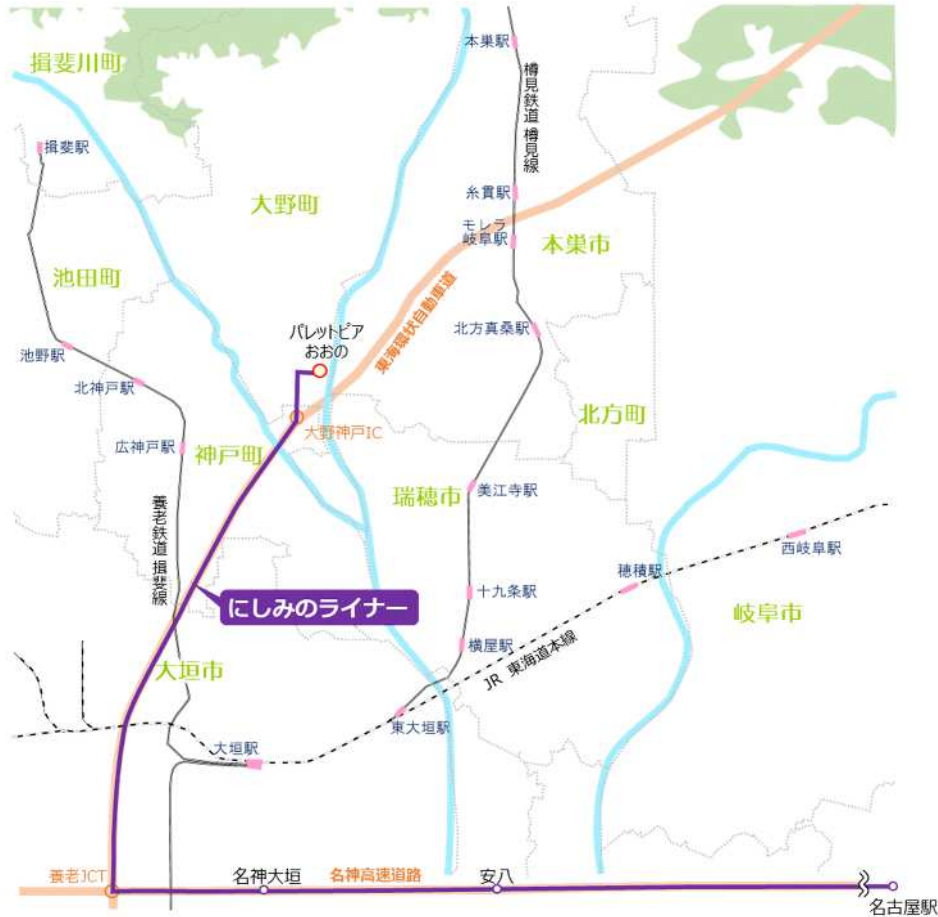 本巣駅
揖斐川町
樽見鉄道 樽見線
揖斐駅
大野町
糸貫駅
モレラ
岐阜駅
本巣市
池田町
東海環状自動車道
パレットピア
おおの
北方真桑駅
池野駅
北神戸駅
北方町
大野神戸IC
広神戸駅
神戸町
瑞穂市
美江寺駅
養老鉄道 揖斐線
西岐阜駅
穂積駅
十九条駅
にしみのライナー
岐阜市
横屋駅
JR 東海道本線
大垣市
東大垣駅
大垣駅
養老JCT
名神大垣
名神高速道路
安八
名古屋駅